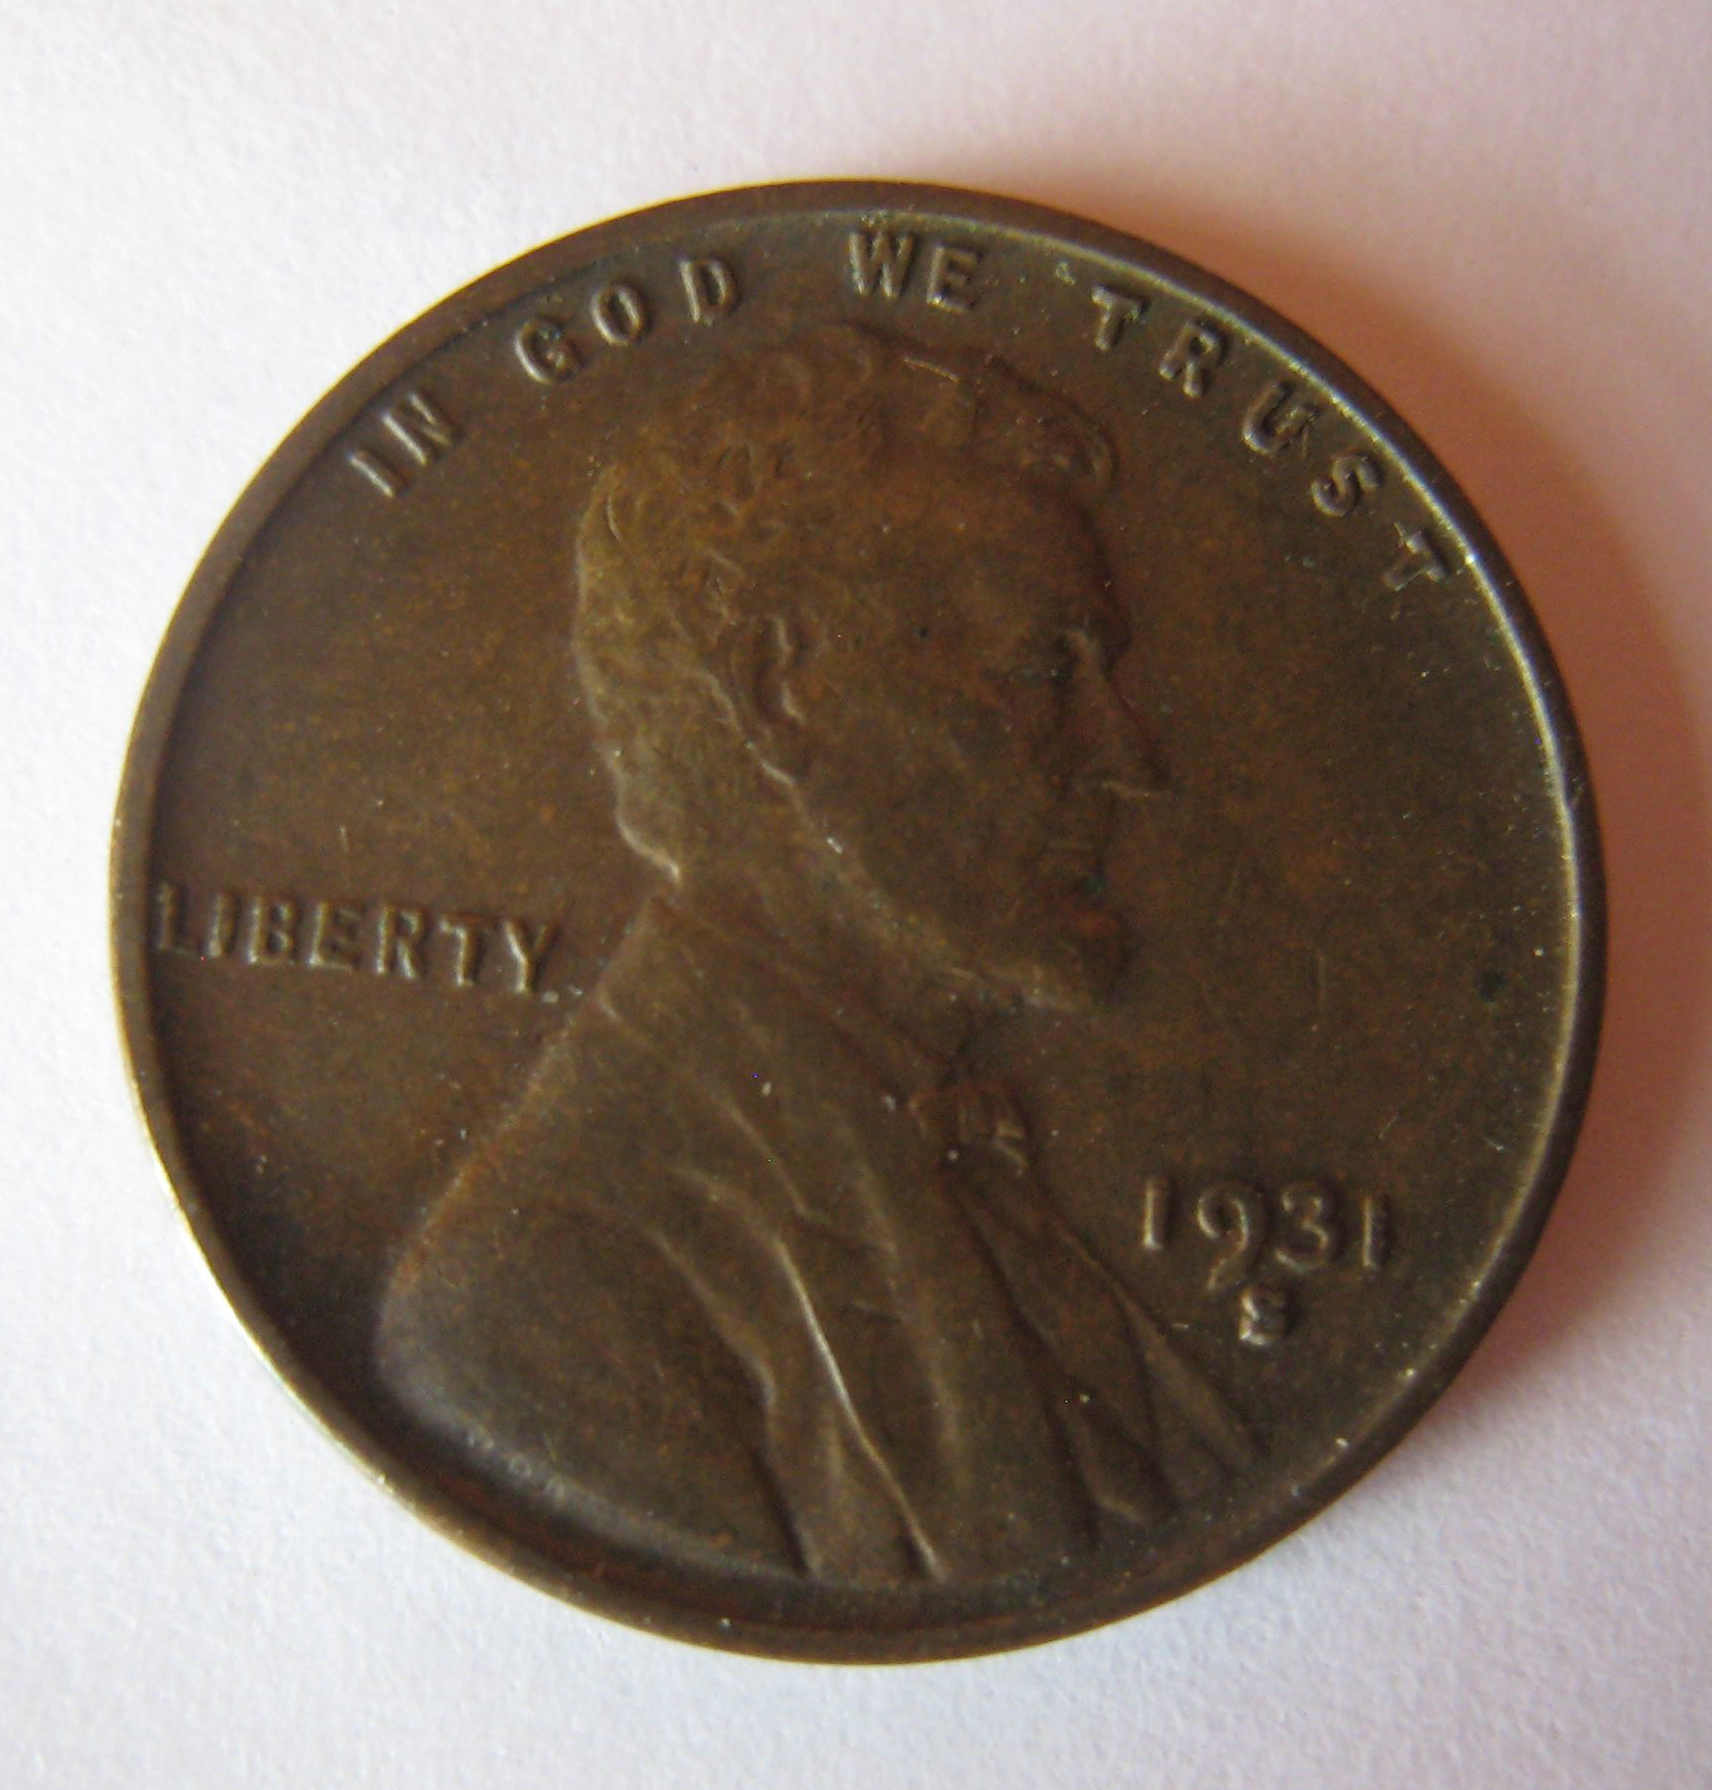 IN GOD WE TRUST
LIBERTY
1931
S